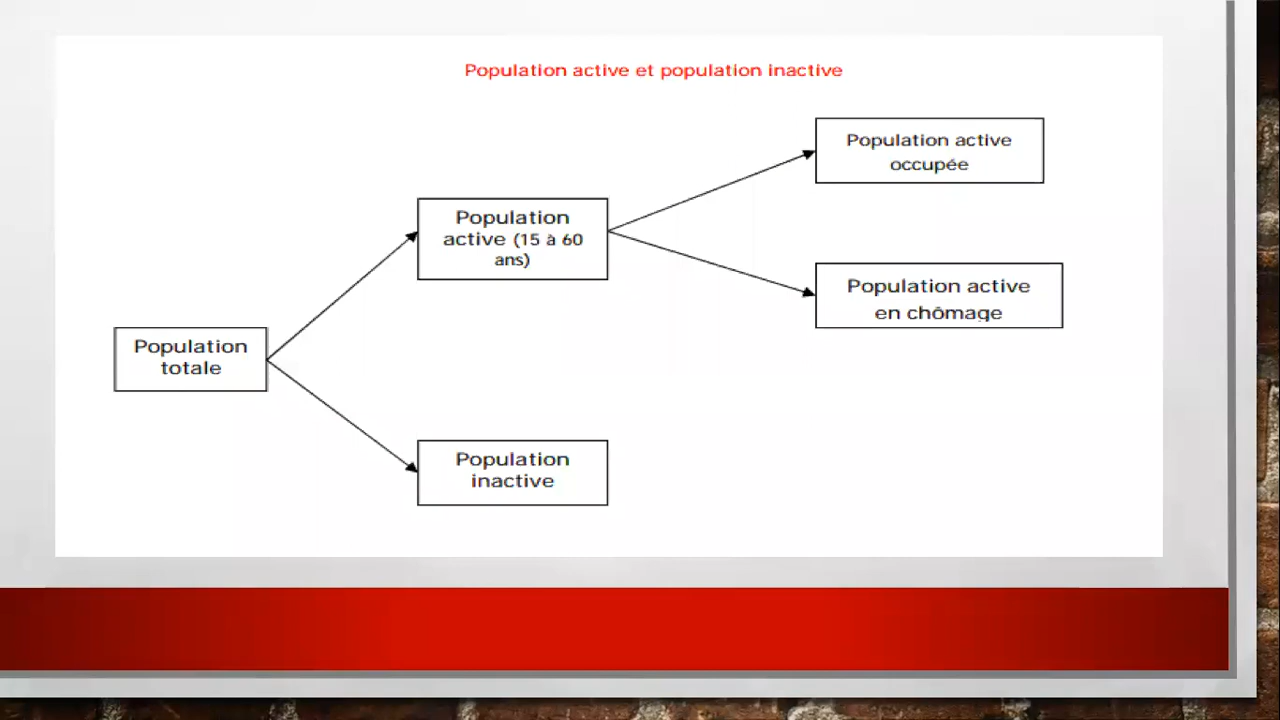 Population active et population inactive
Population active
occupée
Population
active (15 à 60
ans)
Population active
en chômage
Population
totale
Population
inactive